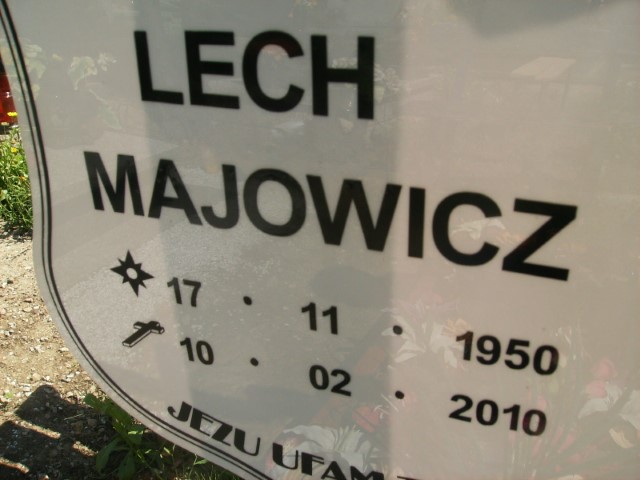 LECH
MAJOWICZ
17 • 11 • 1950
10 • 02 • 2010
JEZU UFAM